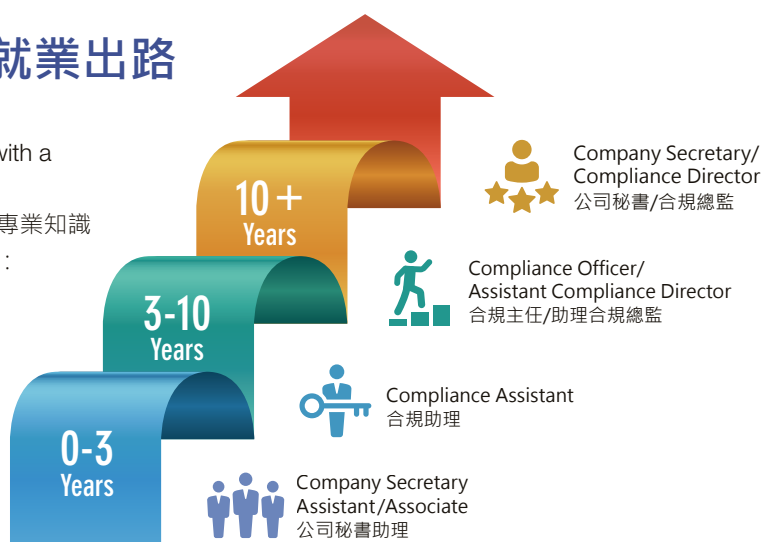 就業出路
with a
專業知識
：
10+
Years
Company Secretary/
Compliance Director
公司秘書/合規總監
3-10
Years
Compliance Officer/
Assistant Compliance Director
合規主任/助理合規總監
Compliance Assistant
合規助理
0-3
Years
Company Secretary
Assistant/Associate
公司秘書助理